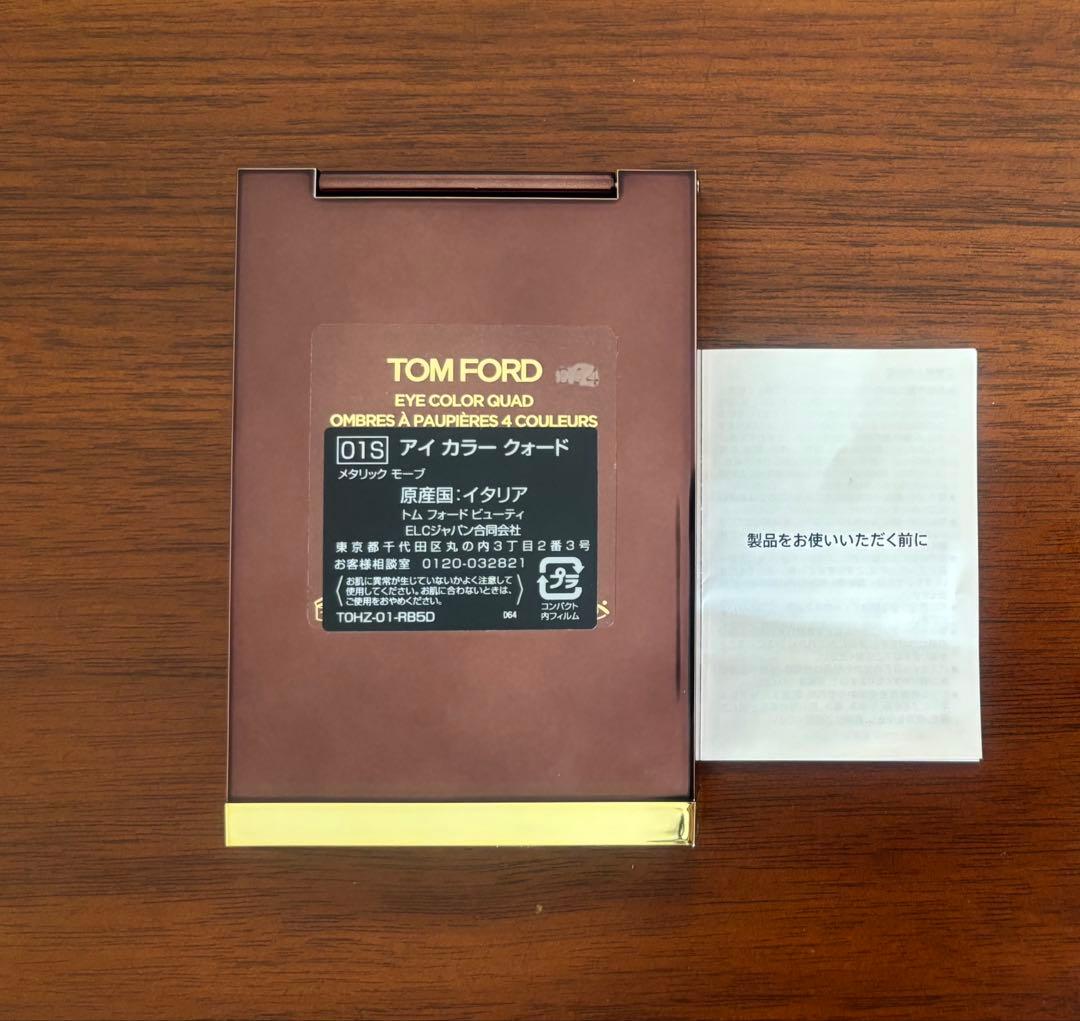 TOM FORD
EYE COLOR QUAD
OMBRES À PAUPIÈRES 4 COULEURS
01S アイ カラー クォード
メタリック モーブ
原産国:イタリア
トム フォード ビューティ
ELCジャパン合同会社
東京都千代田区丸の内3丁目2番3号
お客様相談室 0120-032821
お肌に異常が生じていないかよく注意して
使用してください。お肌に合わないときは、
ご使用をおやめください。
プラ
コンパクト
内フィルム
TOHZ-01-RB5D D64
製品をお使いいただく前に